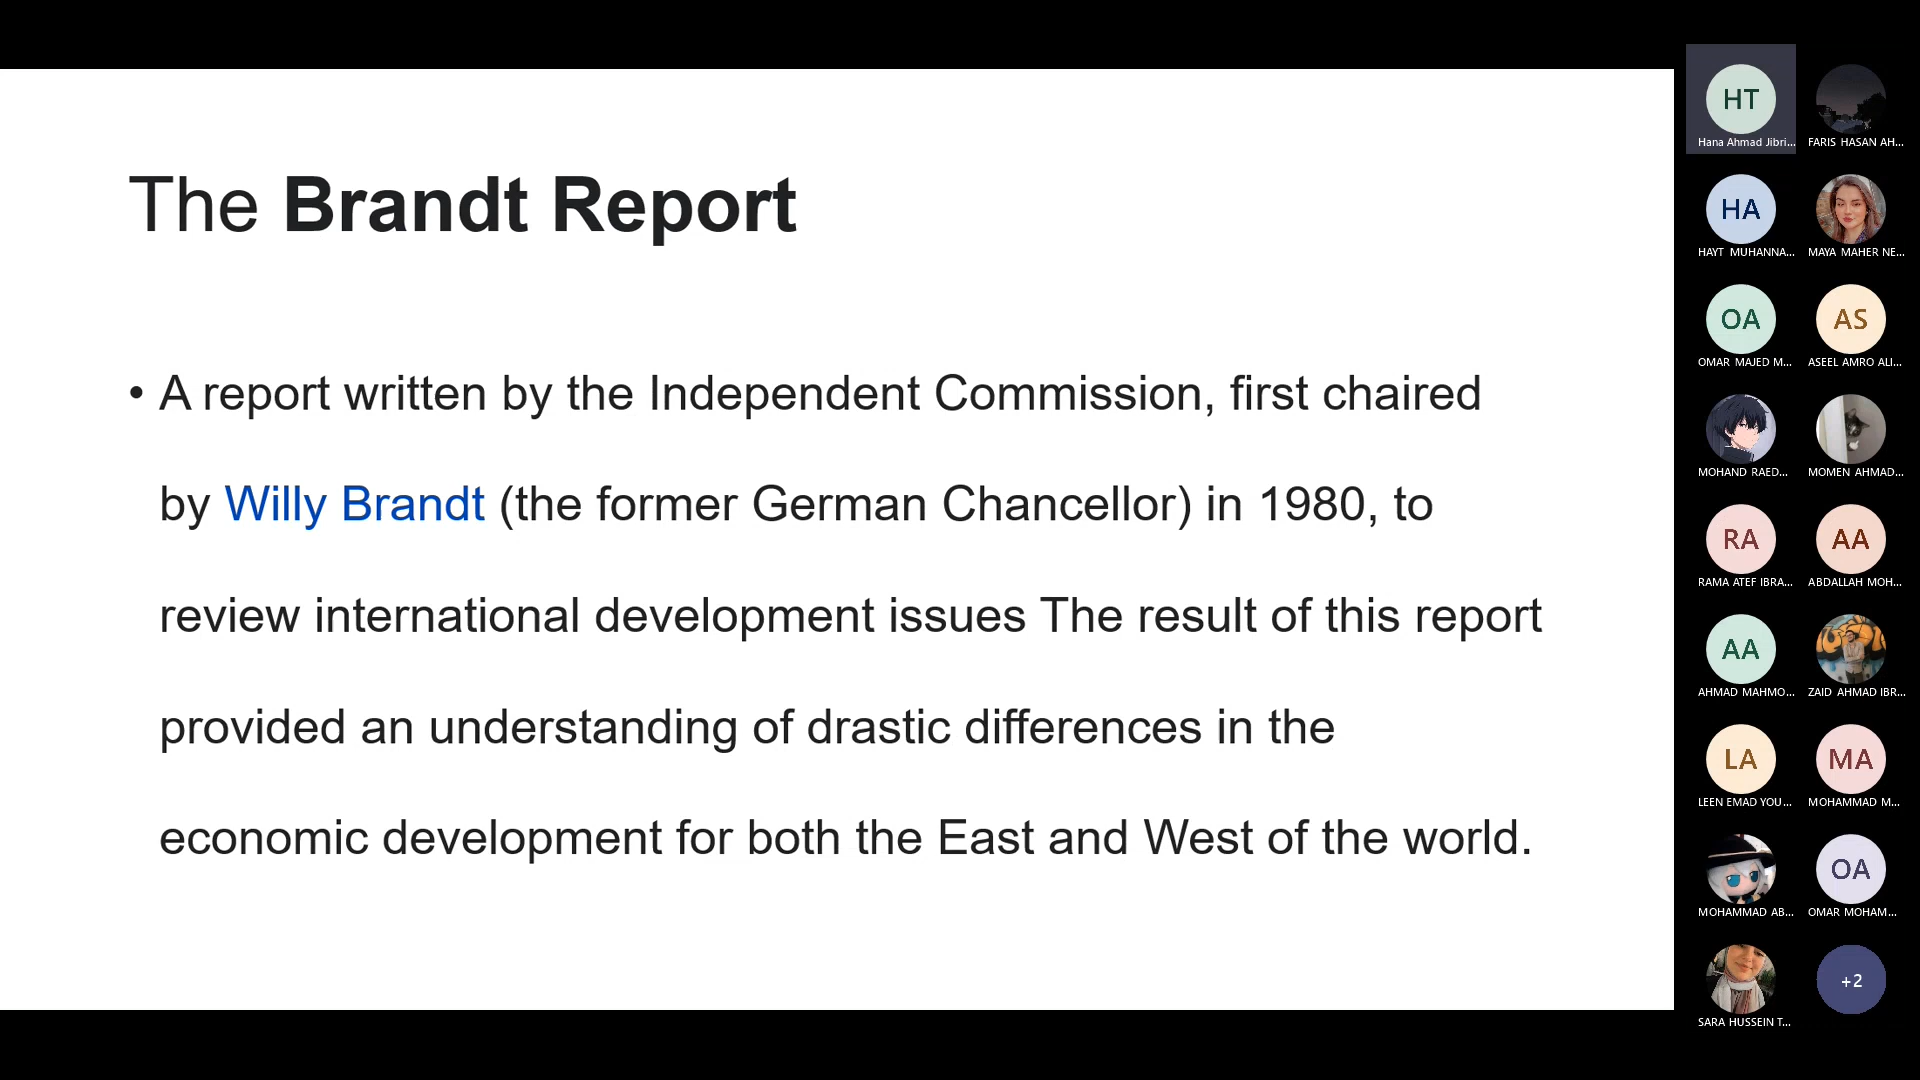 The Brandt Report
• A report written by the Independent Commission, first chaired
by Willy Brandt (the former German Chancellor) in 1980, to
review international development issues The result of this report
provided an understanding of drastic differences in the
economic development for both the East and West of the world.
HT
Hana Ahmad Jibri...
FARIS HASAN AH...
HA
HAYT MUHANNA...
MAYA MAHER NE...
OA
OMAR MAJED M...
AS
ASEEL AMRO ALI...
MOHAND RAED...
MOMEN AHMAD...
RA
RAMA ATEF IBRA...
AA
ABDALLAH MOH...
AA
AHMAD MAHMO...
ZAID AHMAD IBR...
LA
LEEN EMAD YOU...
MA
MOHAMMAD M...
MOHAMMAD AB...
OA
OMAR MOHAM...
SARA HUSSEIN T...
+2